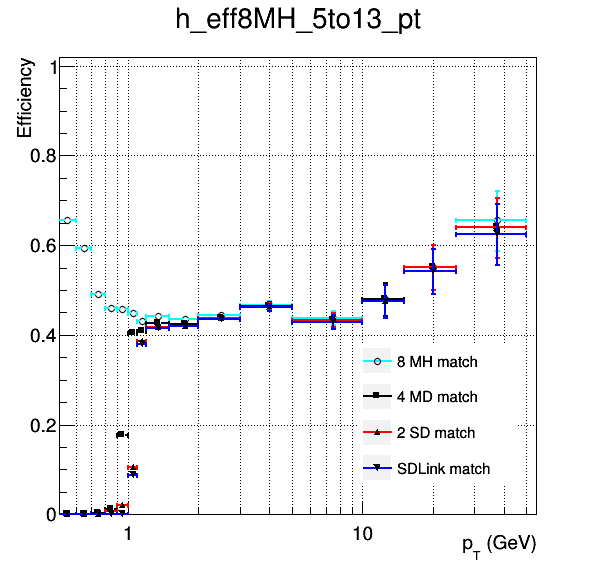 h_eff8MH_5to13_pt
Efficiency
1
0.8
0.6
0.4
0.2
0
8 MH match
4 MD match
2 SD match
SDLink match
1
10
p_T (GeV)